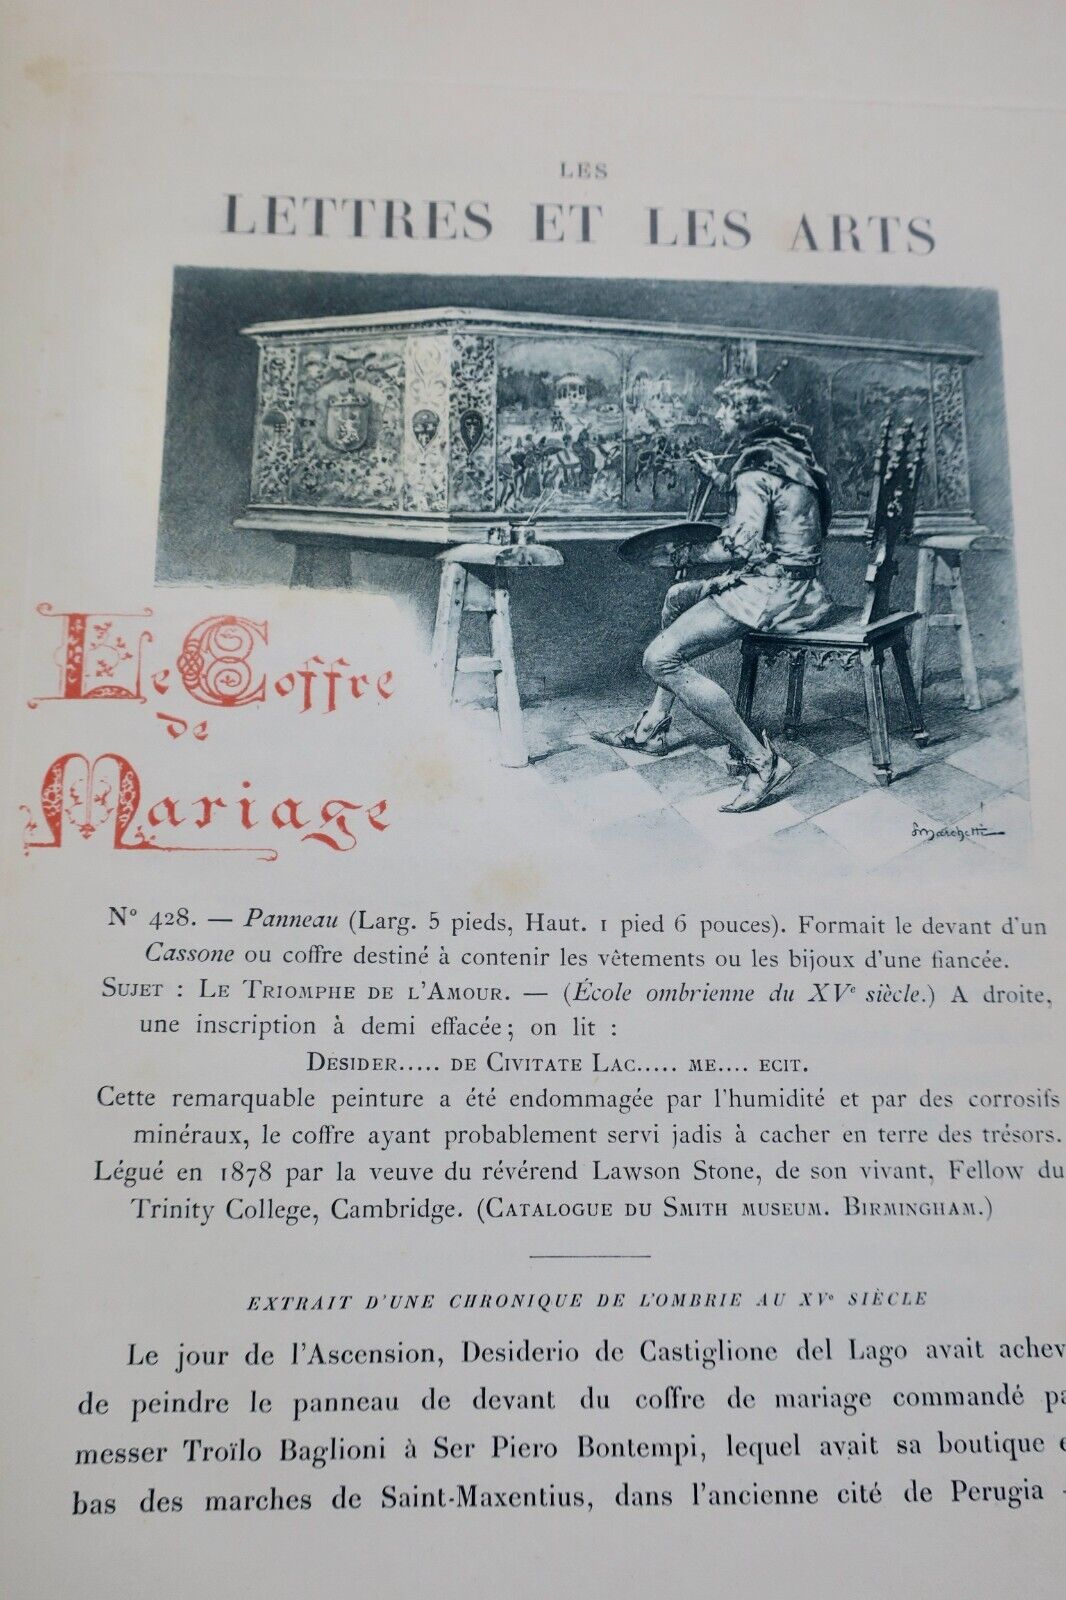 LES
LETTRES ET LES ARTS
Marchetti
Le Coffre
de
Mariage
N° 428. — Panneau (Larg. 5 pieds, Haut. 1 pied 6 pouces). Formait le devant d'un
Cassone ou coffre destiné à contenir les vêtements ou les bijoux d'une fiancée.
SUJET : LE TRIOMPHE DE L'AMOUR. — (École ombrienne du XVe siècle.) A droite,
une inscription à demi effacée; on lit :
DESIDER..... DE CIVITATE LAC..... ME.... ECIT.
Cette remarquable peinture a été endommagée par l'humidité et par des corrosifs
minéraux, le coffre ayant probablement servi jadis à cacher en terre des trésors.
Légué en 1878 par la veuve du révérend Lawson Stone, de son vivant, Fellow du
Trinity College, Cambridge. (CATALOGUE DU SMITH MUSEUM. BIRMINGHAM.)
EXTRAIT D'UNE CHRONIQUE DE L'OMBRIE AU XVe SIÈCLE
Le jour de l'Ascension, Desiderio de Castiglione del Lago avait achev
de peindre le panneau de devant du coffre de mariage commandé pa
messer Troïlo Baglioni à Ser Piero Bontempi, lequel avait sa boutique e
bas des marches de Saint-Maxentius, dans l'ancienne cité de Perugia -